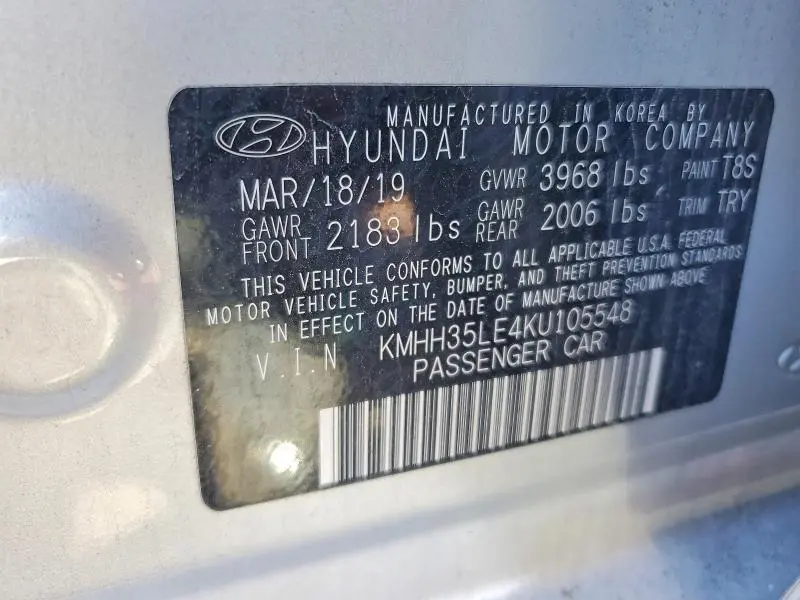 MANUFACTURED IN KOREA BY
HYUNDAI MOTOR COMPANY
MAR/18/19 GVWR 3968 lbs PAINT T8S
GAWR FRONT 2183 lbs GAWR REAR 2006 lbs TRIM TRY
THIS VEHICLE CONFORMS TO ALL APPLICABLE U.S.A. FEDERAL
MOTOR VEHICLE SAFETY, BUMPER, AND THEFT PREVENTION STANDARDS
IN EFFECT ON THE DATE OF MANUFACTURE SHOWN ABOVE
V.I.N KMHH35LE4KU105548
PASSENGER CAR